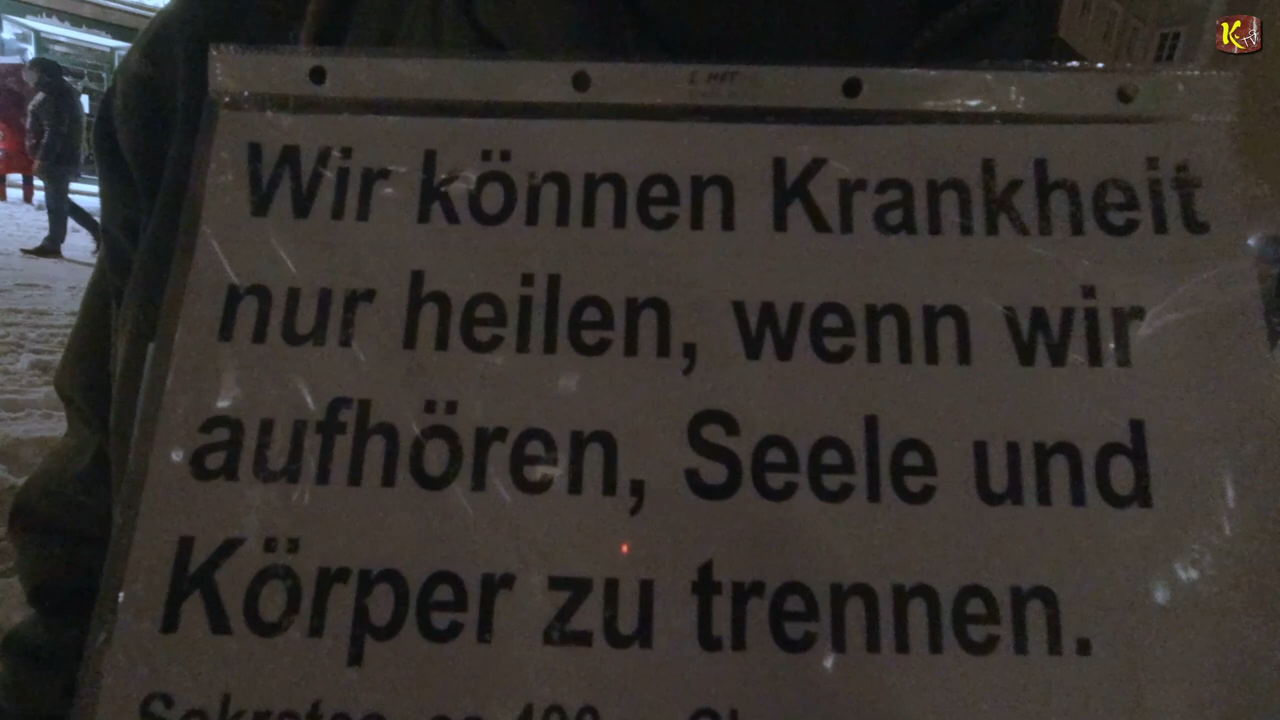 Wir können Krankheit
nur heilen, wenn wir
aufhören, Seele und
Körper zu trennen.
Sokrates